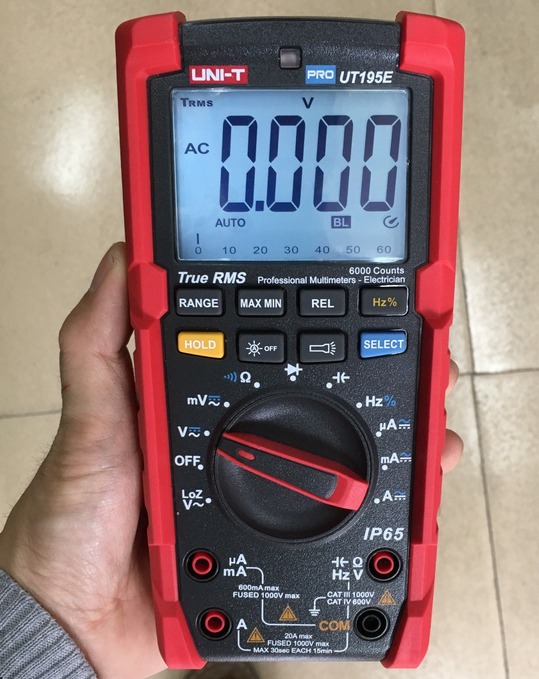 UNI-T PRO UT195E
TRMS V
AC 0.000
AUTO BL
0 10 20 30 40 50 60
True RMS 6000 Counts
Professional Multimeters - Electrician
RANGE MAX MIN REL Hz%
HOLD OFF SELECT
Ω
mV Hz%
V μA
OFF mA
LoZ A
V~
IP65
μA Ω
mA Hz V
600mA max CAT III 1000V
FUSED 1000V max CAT IV 600V
A COM
20A max
FUSED 1000V max
MAX 30sec EACH 15min